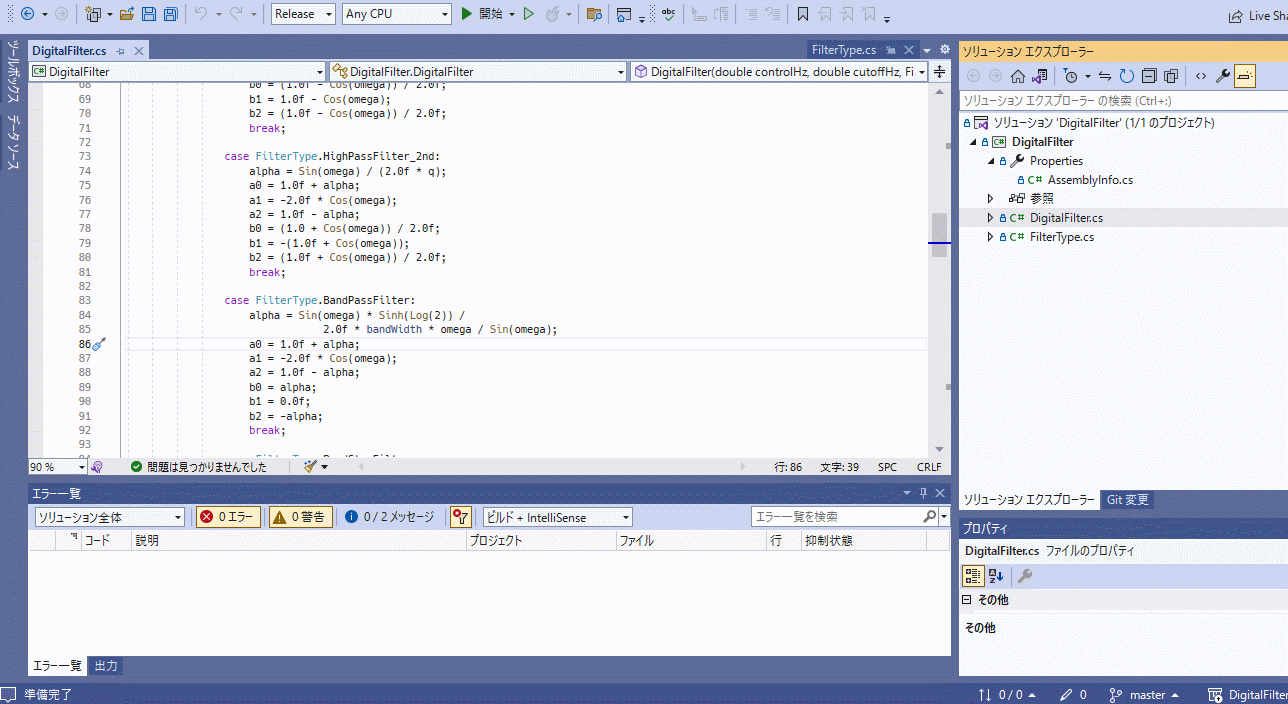 Release
Any CPU
開始
Live Sha
ツールボックス
データ ソース
DigitalFilter.cs
FilterType.cs
DigitalFilter
DigitalFilter.DigitalFilter
DigitalFilter(double controlHz, double cutoffHz, Fi
68 b0 = (1.0f - Cos(omega)) / 2.0f;
69 b1 = 1.0f - Cos(omega);
70 b2 = (1.0f - Cos(omega)) / 2.0f;
71 break;
72
73 case FilterType.HighPassFilter_2nd:
74 alpha = Sin(omega) / (2.0f * q);
75 a0 = 1.0f + alpha;
76 a1 = -2.0f * Cos(omega);
77 a2 = 1.0f - alpha;
78 b0 = (1.0 + Cos(omega)) / 2.0f;
79 b1 = -(1.0f + Cos(omega));
80 b2 = (1.0f + Cos(omega)) / 2.0f;
81 break;
82
83 case FilterType.BandPassFilter:
84 alpha = Sin(omega) * Sinh(Log(2)) /
85 2.0f * bandWidth * omega / Sin(omega);
86 a0 = 1.0f + alpha;
87 a1 = -2.0f * Cos(omega);
88 a2 = 1.0f - alpha;
89 b0 = alpha;
90 b1 = 0.0f;
91 b2 = -alpha;
92 break;
93
90 %
問題は見つかりませんでした
行: 86
文字: 39
SPC
CRLF
エラー一覧
ソリューション全体
0 エラー
0 警告
0 / 2 メッセージ
ビルド + IntelliSense
エラー一覧を検索
コード
説明
プロジェクト
ファイル
行
抑制状態
エラー一覧
出力
ソリューション エクスプローラー
ソリューション エクスプローラー の検索 (Ctrl+:)
ソリューション 'DigitalFilter' (1/1 のプロジェクト)
DigitalFilter
Properties
AssemblyInfo.cs
参照
DigitalFilter.cs
FilterType.cs
ソリューション エクスプローラー
Git 変更
プロパティ
DigitalFilter.cs ファイルのプロパティ
その他
その他
準備完了
0 / 0
0
master
DigitalFilter